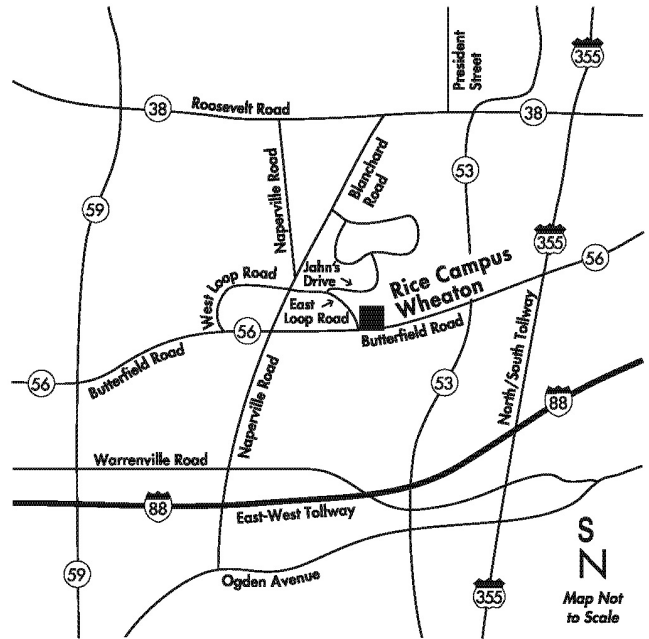 355
President
Street
38
Roosevelt Road
38
53
59
Naperville Road
Blanchard
Road
355
56
Jahn's
Drive
Rice Campus
Wheaton
West Loop Road
East
Loop Road
56
Butterfield Road
56
Butterfield Road
North/South Tollway
53
88
Naperville Road
Warrenville Road
88
East-West Tollway
59
Ogden Avenue
S
N
355
Map Not
to Scale